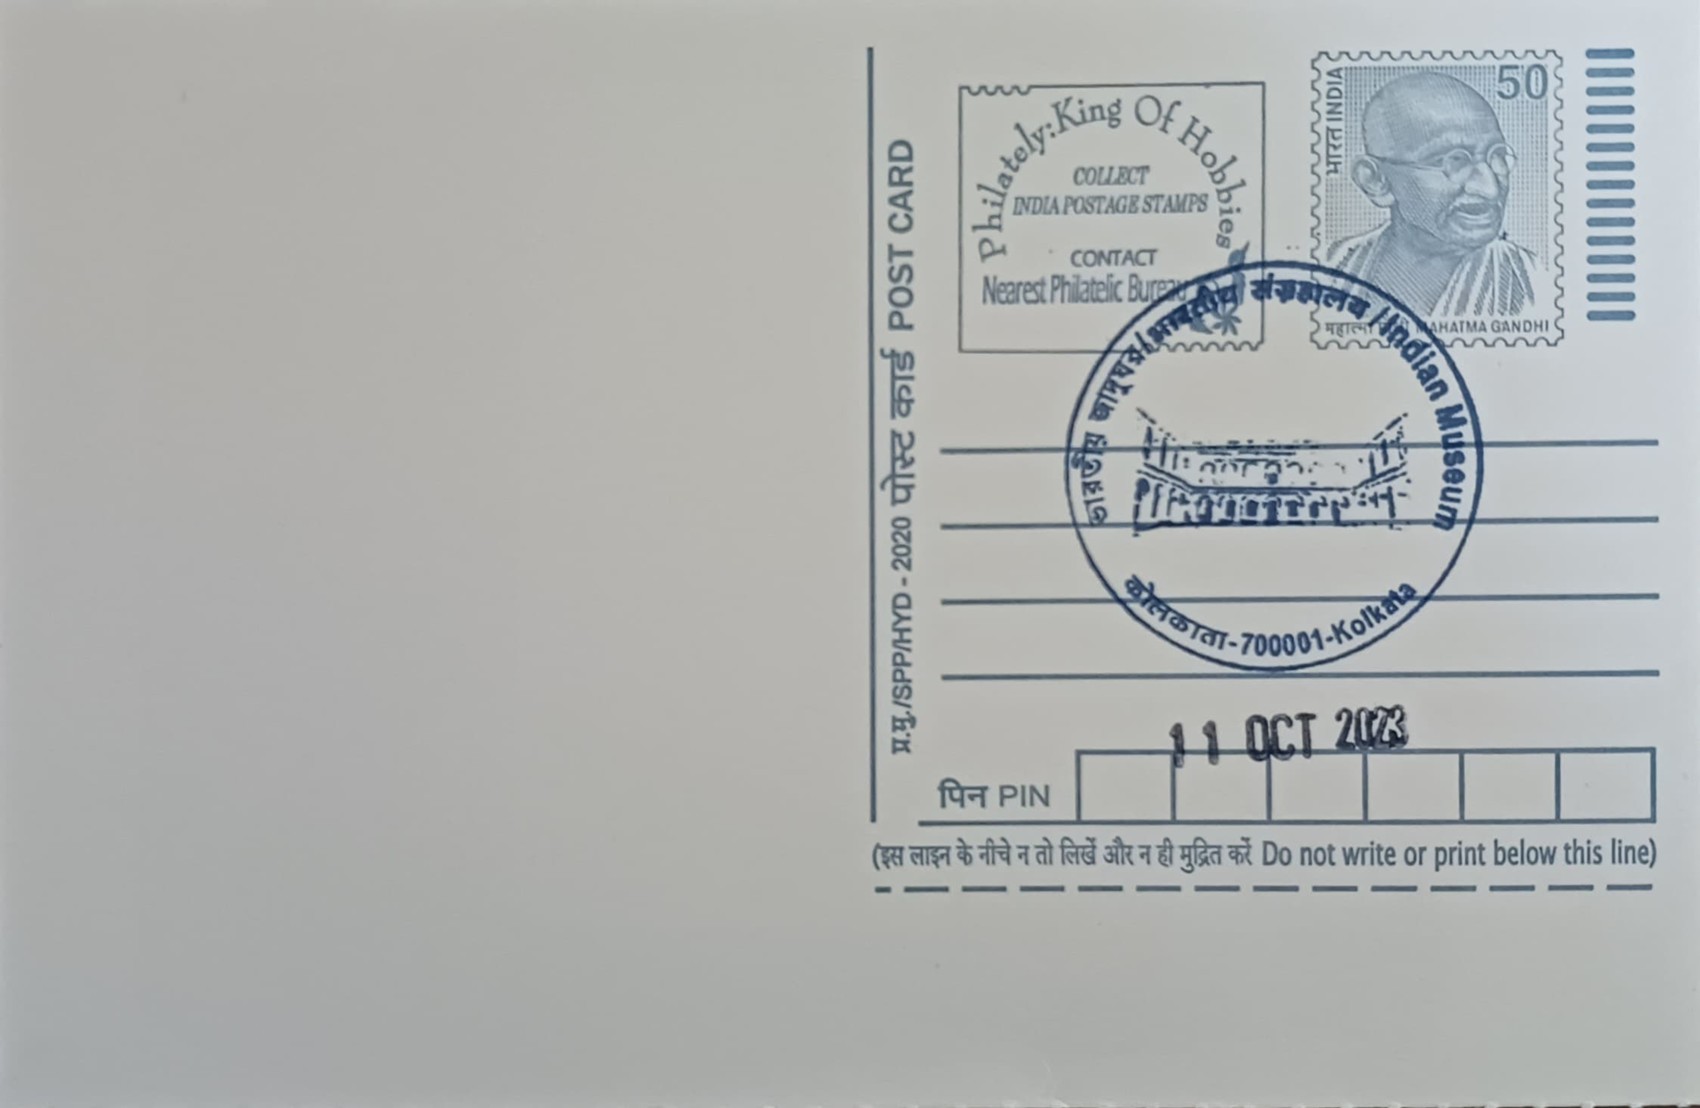 प्र.मु./SPP/HYD - 2020 पोस्ट कार्ड POST CARD
Philately:King Of Hobbies
COLLECT
INDIA POSTAGE STAMPS
CONTACT
Nearest Philatelic Bureau
भारत INDIA
50
महात्मा गांधी MAHATMA GANDHI
ভারতীয় জাদুঘর/भारतीय संग्रहालय/Indian Museum
कोलकाता-700001-Kolkata
11 OCT 2023
पिन PIN
(इस लाइन के नीचे न तो लिखें और न ही मुद्रित करें Do not write or print below this line)